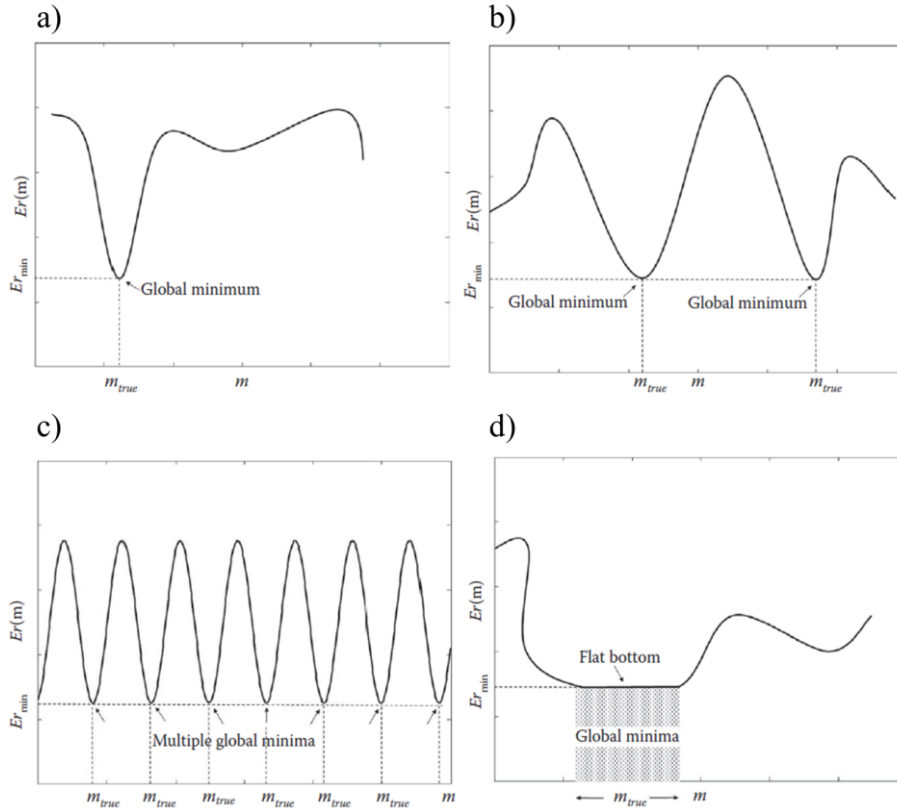 a)
Er(m)
Er_min
Global minimum
m_true
m
b)
Er(m)
Er_min
Global minimum
Global minimum
m_true
m
m_true
c)
Er(m)
Er_min
Multiple global minima
m_true
m_true
m_true
m_true
m_true
m_true
m
d)
Er(m)
Er_min
Flat bottom
Global minima
m_true
m